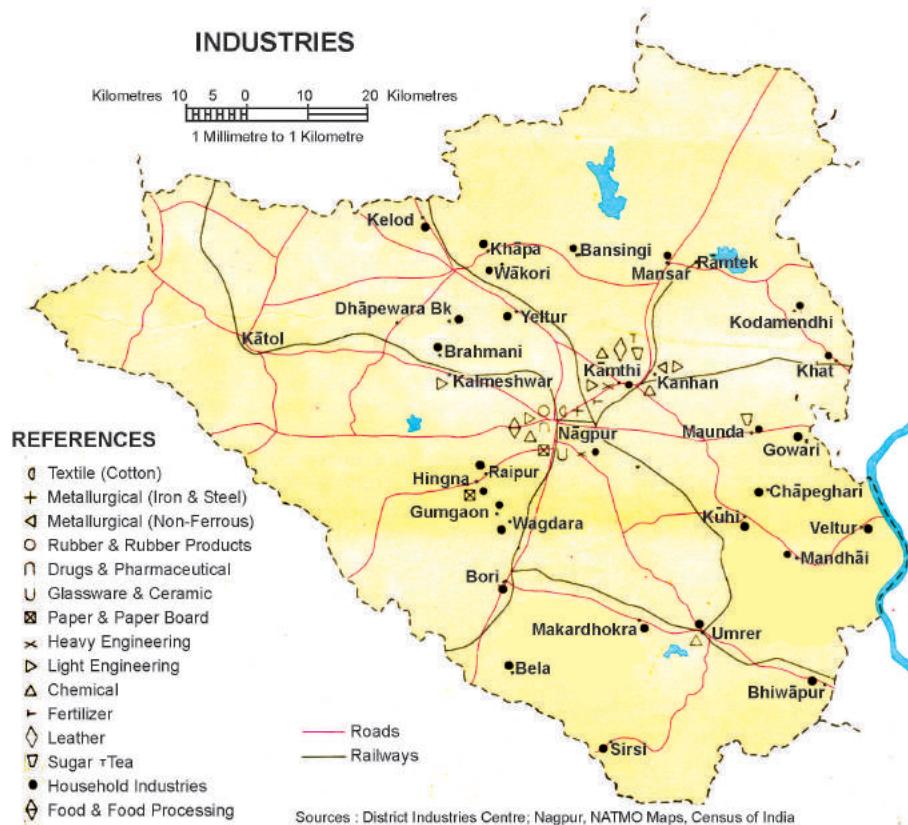 INDUSTRIES
Kilometres 10 5 0 10 20 Kilometres
1 Millimetre to 1 Kilometre
Kelod
Khāpa
Bansingi
Wākori
Mansar
Rāmtek
Dhāpewara Bk
Yeltur
Kodamendhi
Kātol
Brahmani
Kāmthi
Khat
Kalmeshwar
Kanhan
Nāgpur
Maunda
Gowari
Hingna
Raipur
Gumgaon
Chāpeghari
Wagdara
Kūhi
Veltur
Mandhāi
Bori
Makardhokra
Umrer
Bela
Bhiwāpur
Sirsi
REFERENCES
Textile (Cotton)
Metallurgical (Iron & Steel)
Metallurgical (Non-Ferrous)
Rubber & Rubber Products
Drugs & Pharmaceutical
Glassware & Ceramic
Paper & Paper Board
Heavy Engineering
Light Engineering
Chemical
Fertilizer
Leather
Sugar Tea
Household Industries
Food & Food Processing
Roads
Railways
Sources : District Industries Centre; Nagpur, NATMO Maps, Census of India